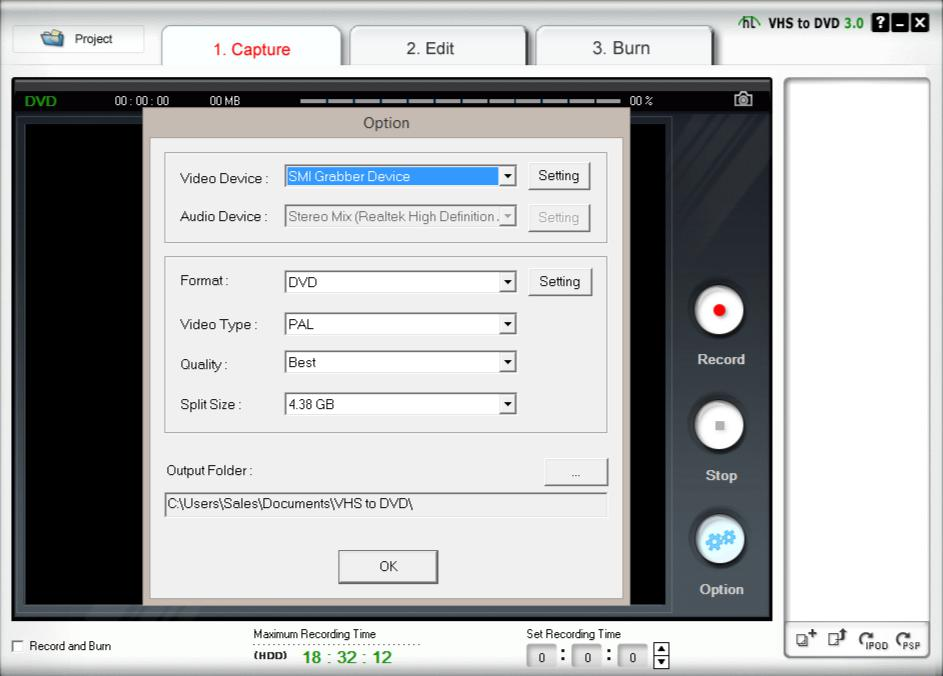 Project
1. Capture
2. Edit
3. Burn
VHS to DVD 3.0 ?
DVD 00 : 00 : 00 00 MB 00 %
Option
Video Device : SMI Grabber Device Setting
Audio Device : Stereo Mix (Realtek High Definition . Setting
Format : DVD Setting
Video Type : PAL
Quality : Best
Split Size : 4.38 GB
Output Folder : ...
C:\Users\Sales\Documents\VHS to DVD\
OK
Record
Stop
Option
Record and Burn
Maximum Recording Time
(HDD) 18 : 32 : 12
Set Recording Time
0 : 0 : 0
IPOD PSP